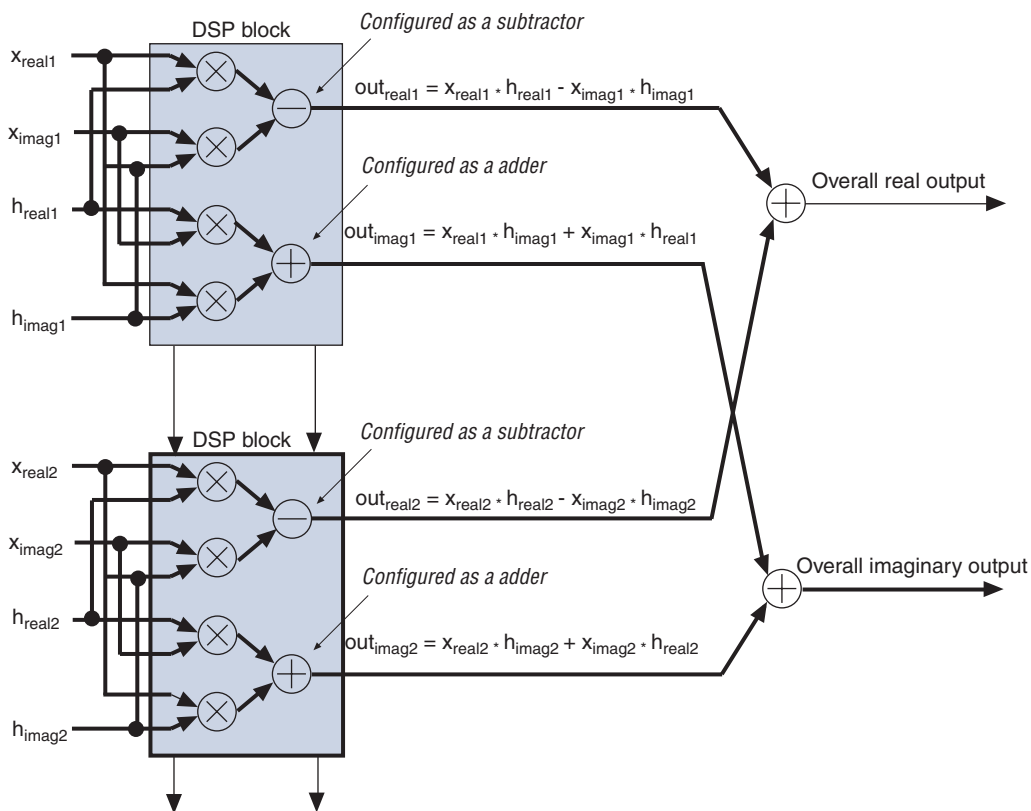 DSP block
Configured as a subtractor
x_real1
out_real1 = x_real1 * h_real1 - x_imag1 * h_imag1
x_imag1
Configured as a adder
Overall real output
h_real1
out_imag1 = x_real1 * h_imag1 + x_imag1 * h_real1
h_imag1
DSP block
Configured as a subtractor
x_real2
out_real2 = x_real2 * h_real2 - x_imag2 * h_imag2
x_imag2
Configured as a adder
Overall imaginary output
h_real2
out_imag2 = x_real2 * h_imag2 + x_imag2 * h_real2
h_imag2